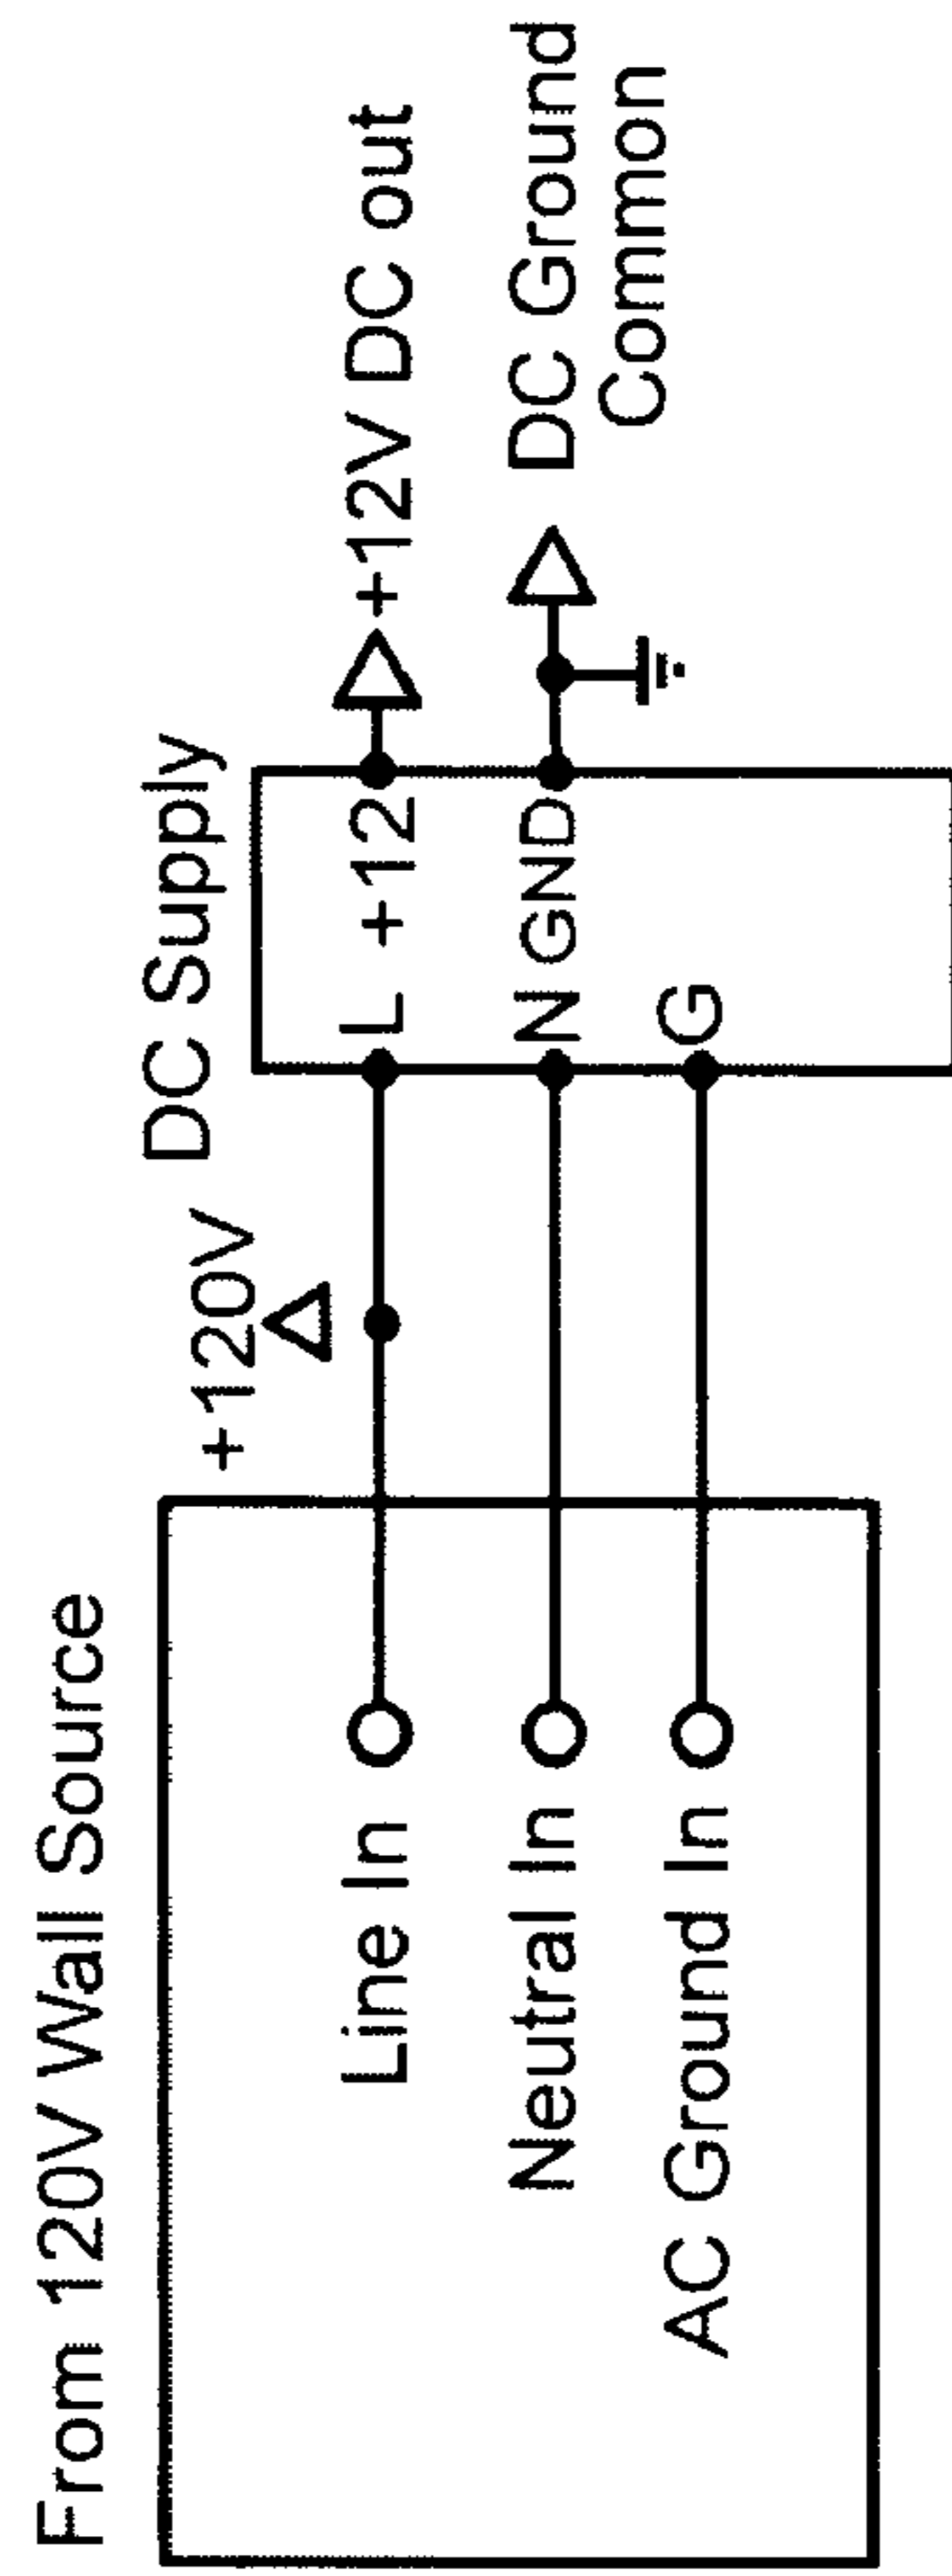 From 120V Wall Source
Line In
Neutral In
AC Ground In
+120V
DC Supply
L +12
N GND
G
+12V DC out
DC Ground
Common